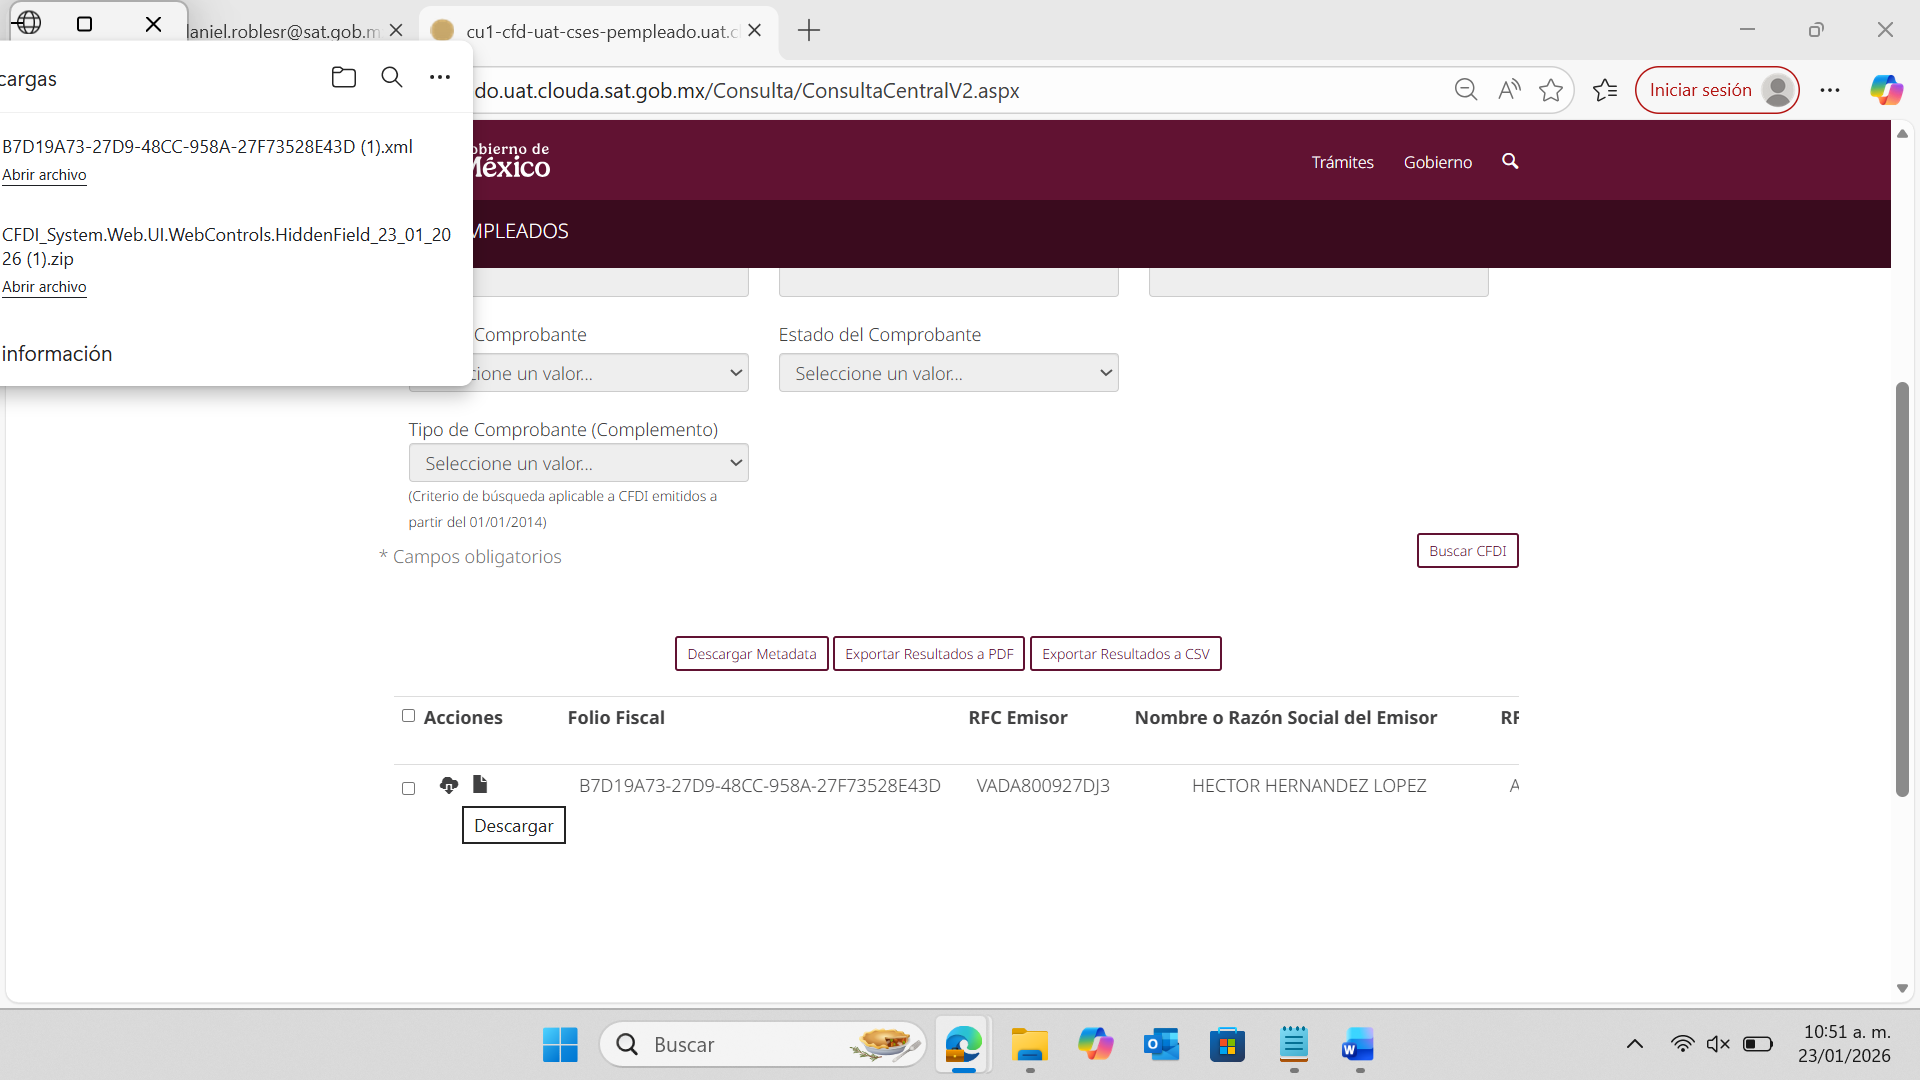 daniel.roblesr@sat.gob.m
cu1-cfd-uat-cses-pempleado.uat.cl
cargas
do.uat.clouda.sat.gob.mx/Consulta/ConsultaCentralV2.aspx
Iniciar sesión
B7D19A73-27D9-48CC-958A-27F73528E43D (1).xml
Abrir archivo
CFDI_System.Web.UI.WebControls.HiddenField_23_01_20
26 (1).zip
Abrir archivo
información
obierno de
México
Trámites
Gobierno
MPLEADOS
Comprobante
Estado del Comprobante
cione un valor...
Seleccione un valor...
Tipo de Comprobante (Complemento)
Seleccione un valor...
(Criterio de búsqueda aplicable a CFDI emitidos a
partir del 01/01/2014)
* Campos obligatorios
Buscar CFDI
Descargar Metadata
Exportar Resultados a PDF
Exportar Resultados a CSV
Acciones
Folio Fiscal
RFC Emisor
Nombre o Razón Social del Emisor
RF
B7D19A73-27D9-48CC-958A-27F73528E43D
VADA800927DJ3
HECTOR HERNANDEZ LOPEZ
A
Descargar
Buscar
10:51 a. m.
23/01/2026